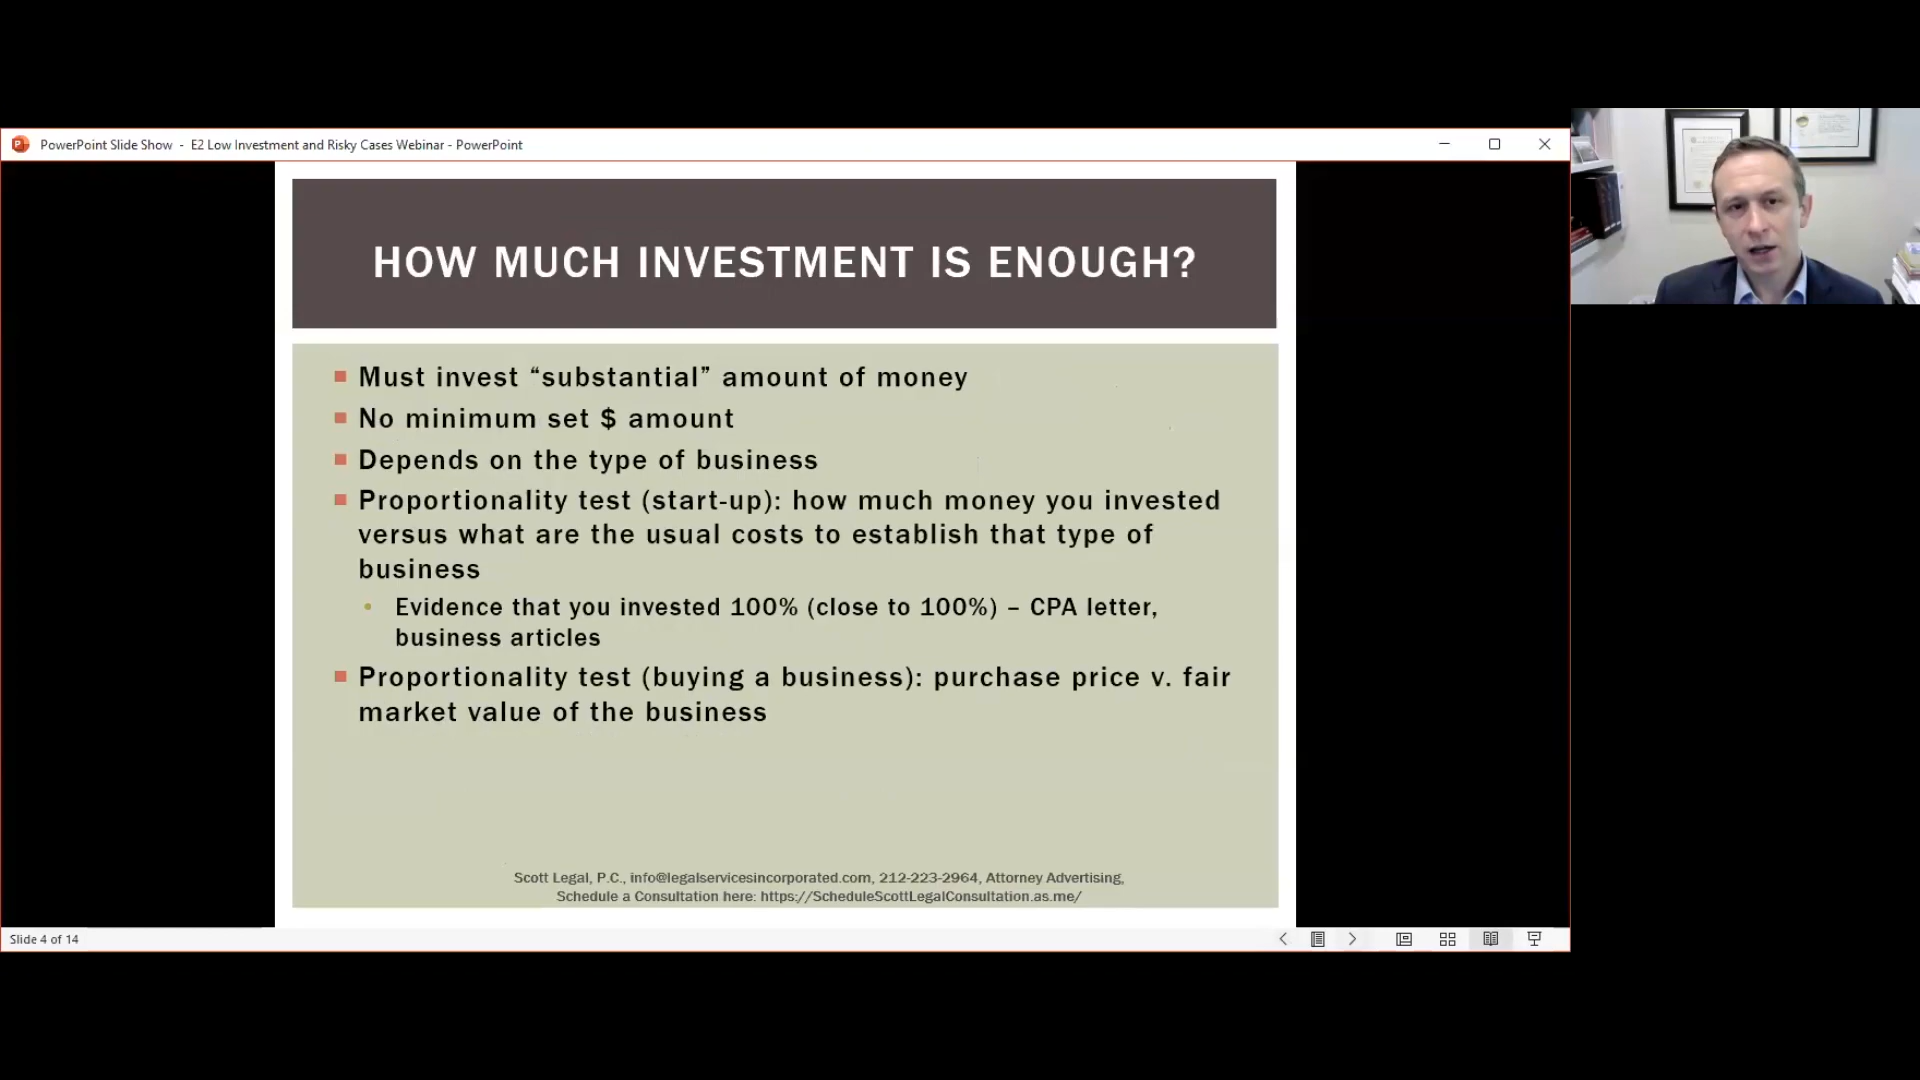 PowerPoint Slide Show - E2 Low Investment and Risky Cases Webinar - PowerPoint
HOW MUCH INVESTMENT IS ENOUGH?
Must invest “substantial” amount of money
No minimum set $ amount
Depends on the type of business
Proportionality test (start-up): how much money you invested
versus what are the usual costs to establish that type of
business
Evidence that you invested 100% (close to 100%) – CPA letter,
business articles
Proportionality test (buying a business): purchase price v. fair
market value of the business
Scott Legal, P.C., info@legalservicesincorporated.com, 212-223-2964, Attorney Advertising,
Schedule a Consultation here: https://ScheduleScottLegalConsultation.as.me/
Slide 4 of 14